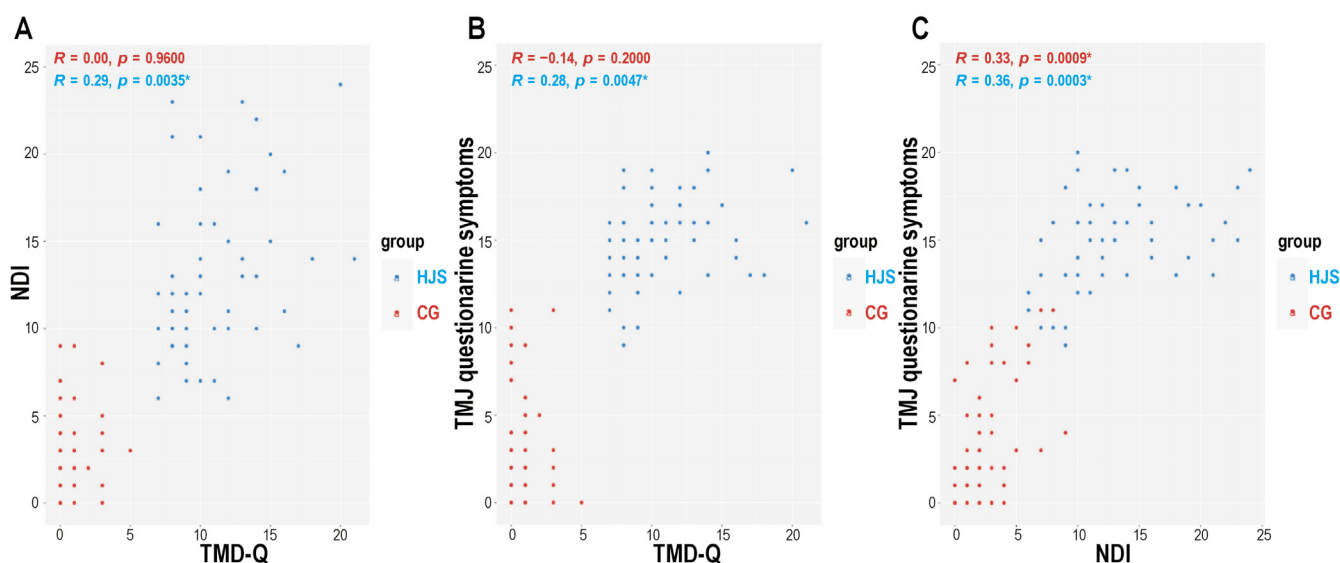 A
R = 0.00, p = 0.9600
R = 0.29, p = 0.0035*
NDI
25
20
15
10
5
0
0 5 10 15 20
TMD-Q
group
HJS
CG
B
R = −0.14, p = 0.2000
R = 0.28, p = 0.0047*
TMJ questionarine symptoms
25
20
15
10
5
0
0 5 10 15 20
TMD-Q
group
HJS
CG
C
R = 0.33, p = 0.0009*
R = 0.36, p = 0.0003*
TMJ questionarine symptoms
25
20
15
10
5
0
0 5 10 15 20 25
NDI
group
HJS
CG